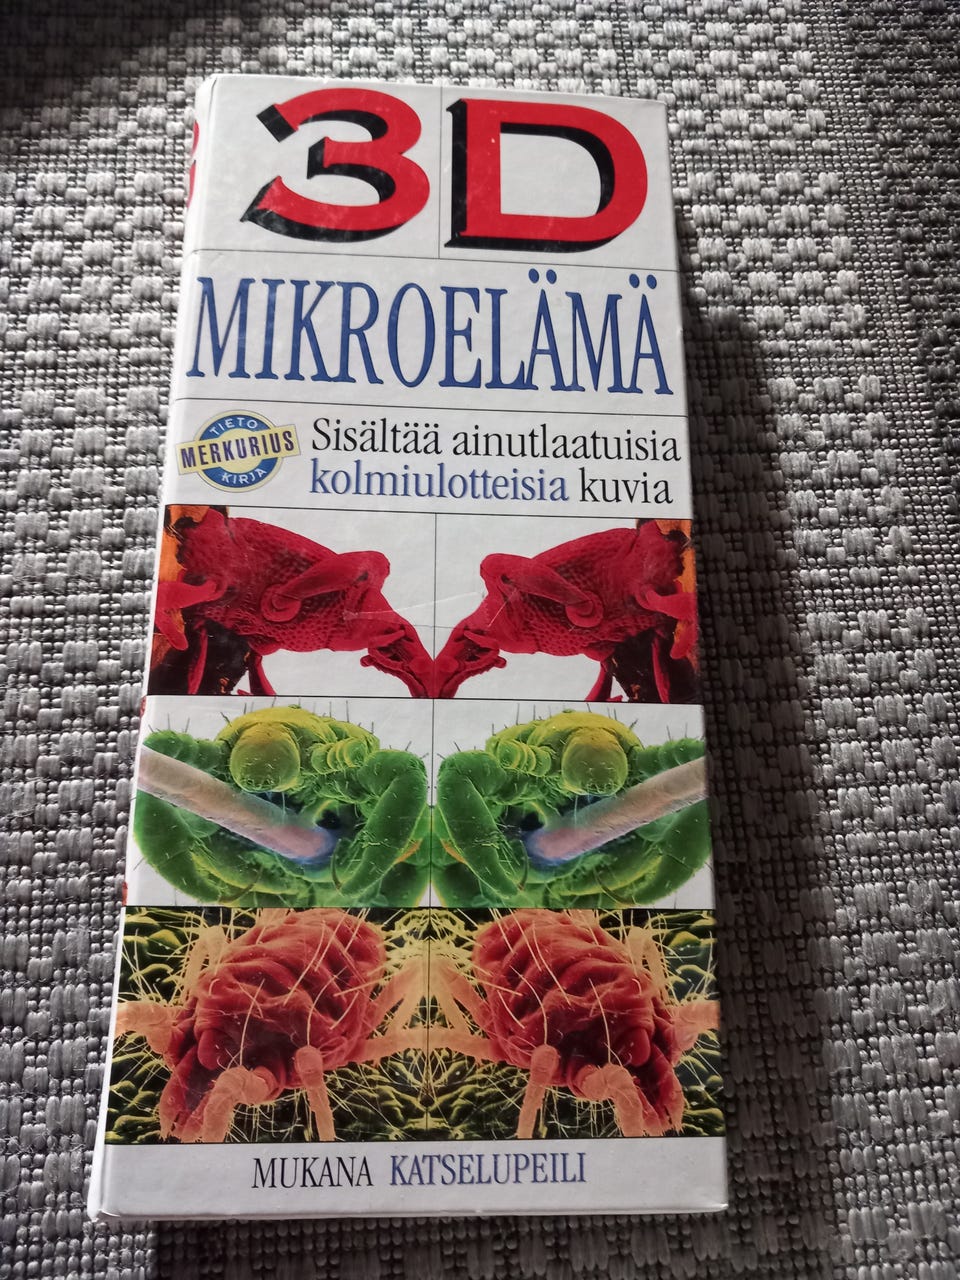 3D
MIKROELÄMÄ
TIETO
MERKURIUS
KIRJA
Sisältää ainutlaatuisia
kolmiulotteisia kuvia
MUKANA KATSELUPEILI